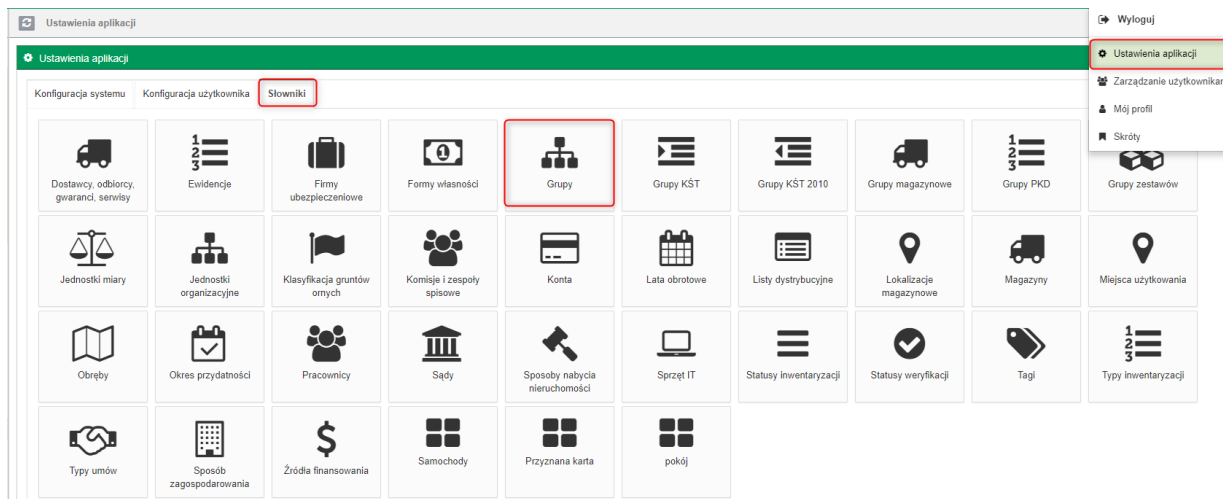 Ustawienia aplikacji
Wyloguj
Ustawienia aplikacji
Ustawienia aplikacji
Zarządzanie użytkownikam
Mój profil
Skróty
Konfiguracja systemu Konfiguracja użytkownika Słowniki
Dostawcy, odbiorcy,
gwaranci, serwisy
Ewidencje
Firmy
ubezpieczeniowe
Formy własności
Grupy
Grupy KŚT
Grupy KŚT 2010
Grupy magazynowe
Grupy PKD
Grupy zestawów
Jednostki miary
Jednostki
organizacyjne
Klasyfikacja gruntów
ornych
Komisje i zespoły
spisowe
Konta
Lata obrotowe
Listy dystrybucyjne
Lokalizacje
magazynowe
Magazyny
Miejsca użytkowania
Obręby
Okres przydatności
Pracownicy
Sądy
Sposoby nabycia
nieruchomości
Sprzęt IT
Statusy inwentaryzacji
Statusy weryfikacji
Tagi
Typy inwentaryzacji
Typy umów
Sposób
zagospodarowania
Źródła finansowania
Samochody
Przyznana karta
pokój